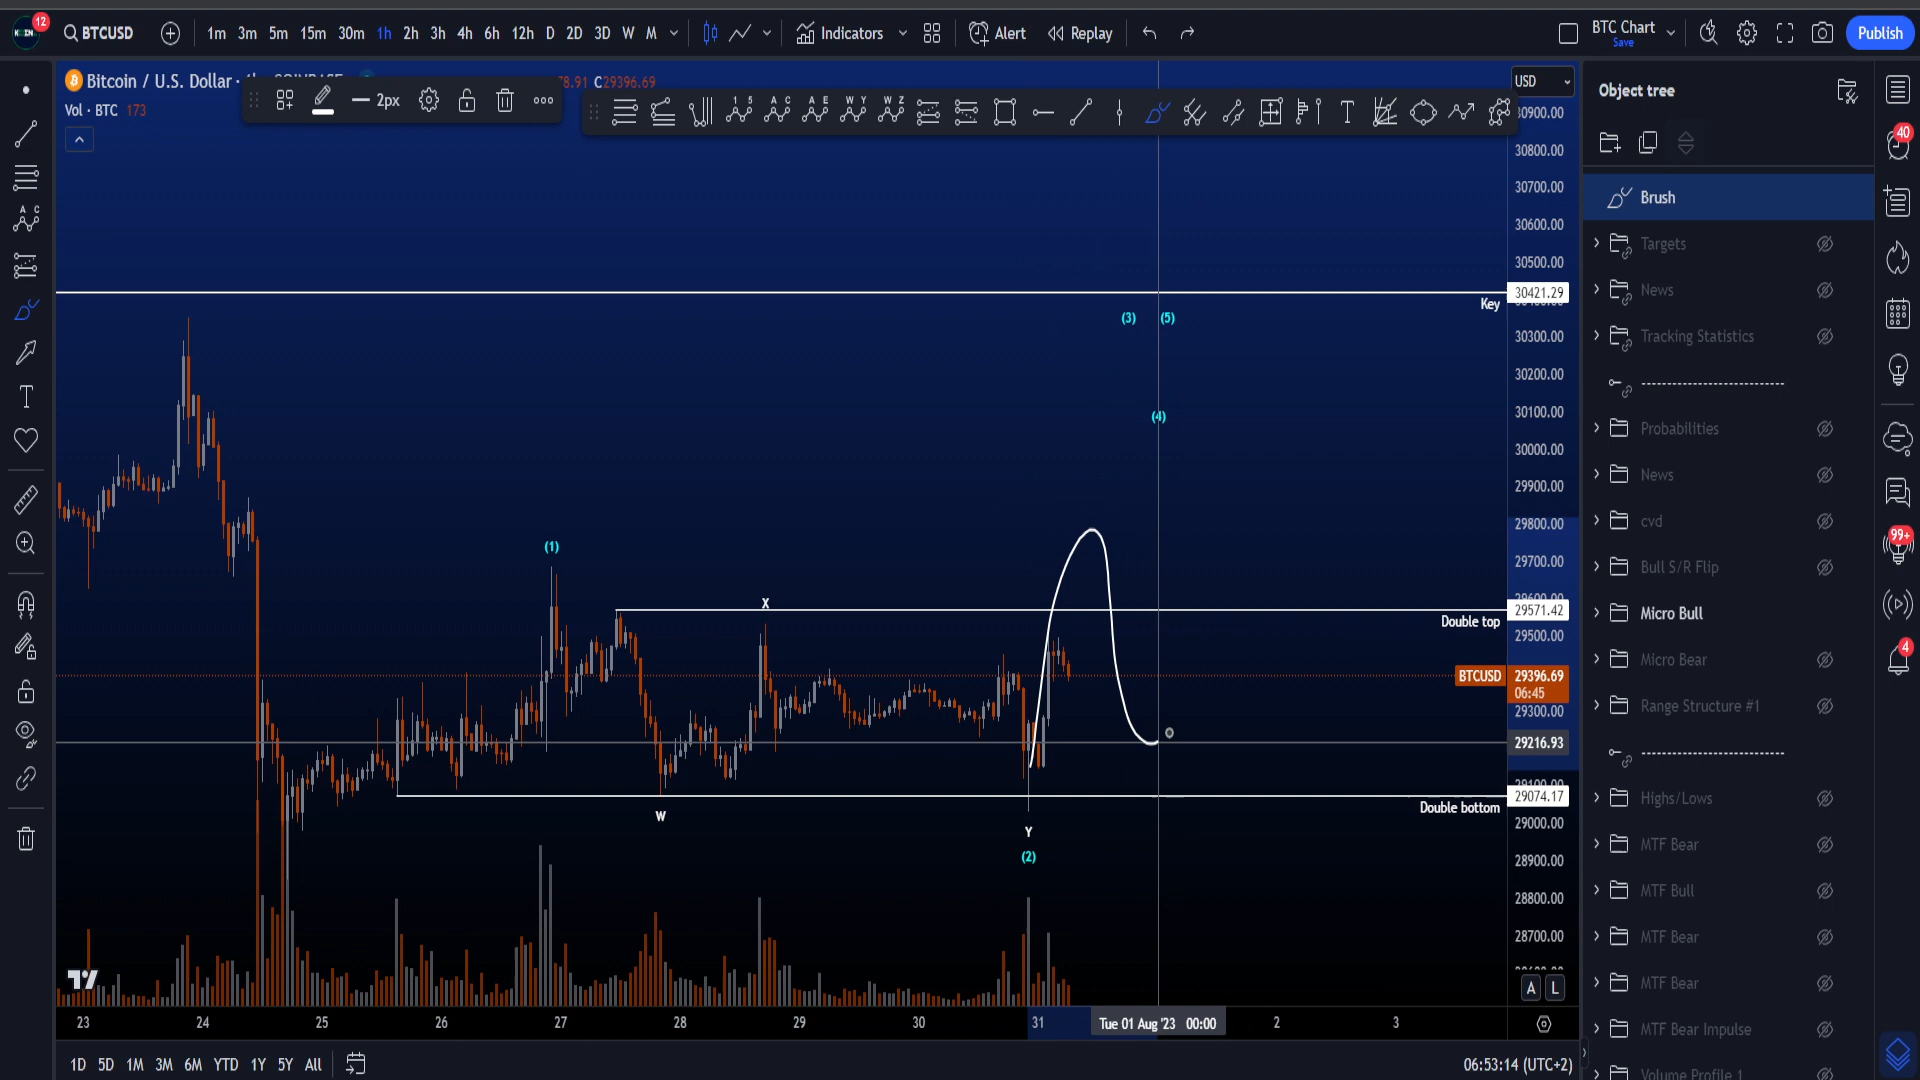 12 BTCUSD 1m 3m 5m 15m 30m 1h 2h 3h 4h 6h 12h D 2D 3D W M Indicators Alert Replay BTC Chart Save Publish
Bitcoin / U.S. Dollar · 78.91 C29396.69
Vol · BTC 173
2px
USD
Object tree
40
99+
4
Brush
Targets
News
Tracking Statistics
----------------------------
Probabilities
News
cvd
Bull S/R Flip
Micro Bull
Micro Bear
Range Structure #1
----------------------------
Highs/Lows
MTF Bear
MTF Bull
MTF Bear
MTF Bear
MTF Bear Impulse
Volume Profile 1
30900.00
30800.00
30700.00
30600.00
30500.00
30421.29
30300.00
30200.00
30100.00
30000.00
29900.00
29800.00
29700.00
29571.42
29500.00
BTCUSD 29396.69
06:45
29300.00
29216.93
29074.17
29000.00
28900.00
28800.00
28700.00
A L
Key
(3) (5)
(4)
(1)
X
Double top
Double bottom
W
Y
(2)
23 24 25 26 27 28 29 30 31 Tue 01 Aug '23 00:00 2 3
1D 5D 1M 3M 6M YTD 1Y 5Y All
06:53:14 (UTC+2)